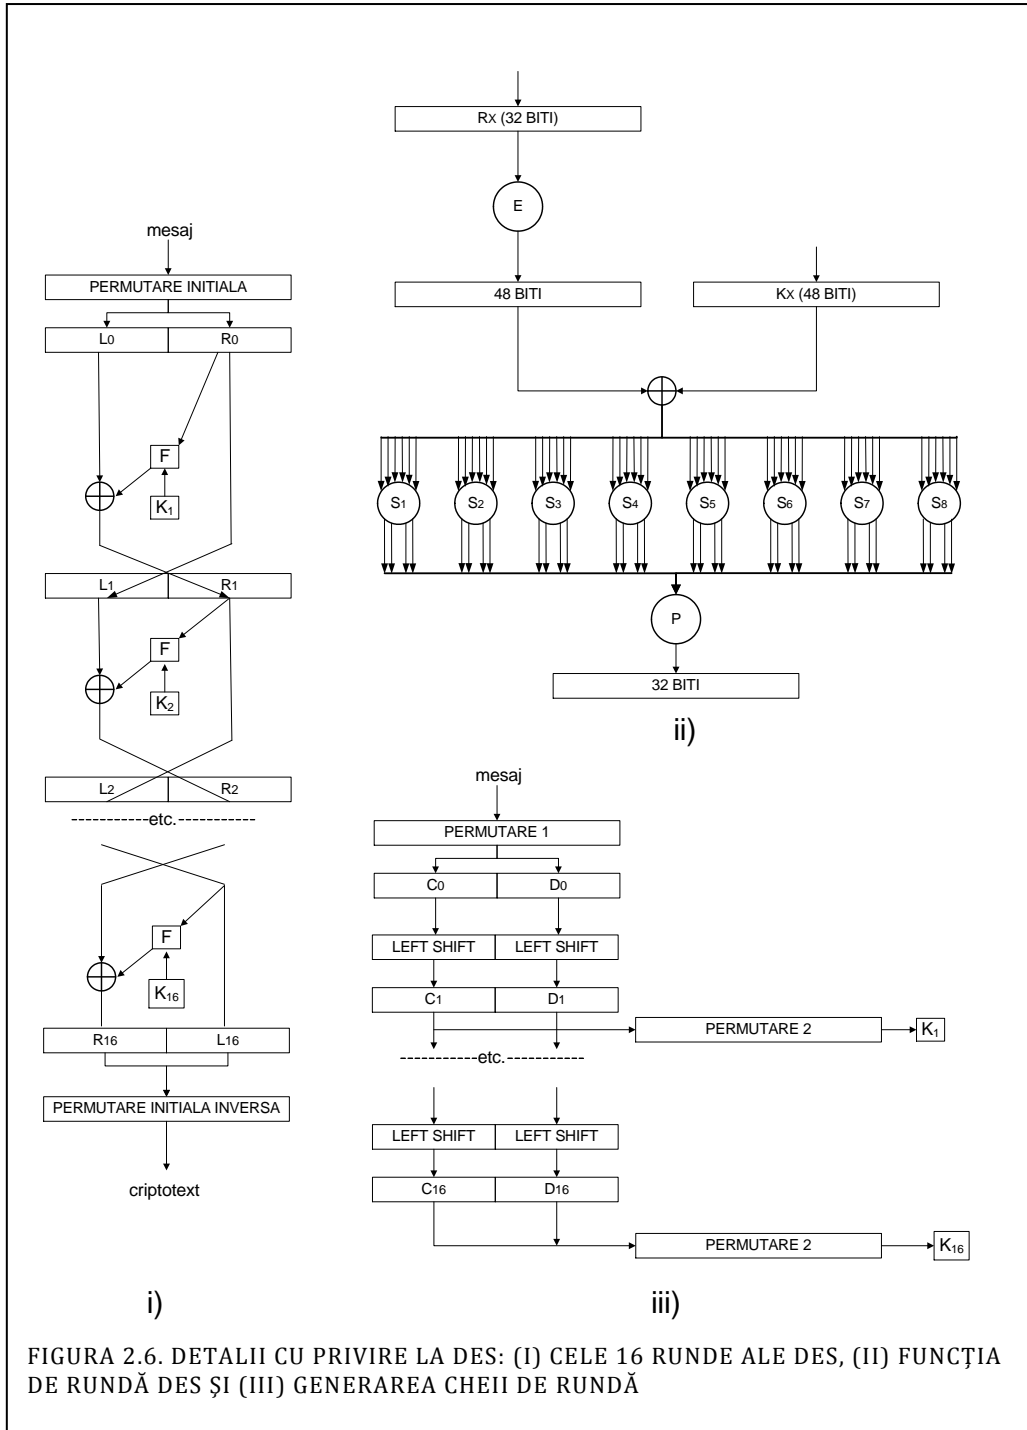 mesaj
PERMUTARE INITIALA
L0 R0
F
K1
L1 R1
F
K2
L2 R2
-----------etc.-----------
F
K16
R16 L16
PERMUTARE INITIALA INVERSA
criptotext
i)
RX (32 BITI)
E
48 BITI KX (48 BITI)
S1 S2 S3 S4 S5 S6 S7 S8
P
32 BITI
ii)
mesaj
PERMUTARE 1
C0 D0
LEFT SHIFT LEFT SHIFT
C1 D1
PERMUTARE 2 K1
-----------etc.---------------
LEFT SHIFT LEFT SHIFT
C16 D16
PERMUTARE 2 K16
iii)
FIGURA 2.6. DETALII CU PRIVIRE LA DES: (I) CELE 16 RUNDE ALE DES, (II) FUNCŢIA
DE RUNDĂ DES ŞI (III) GENERAREA CHEII DE RUNDĂ